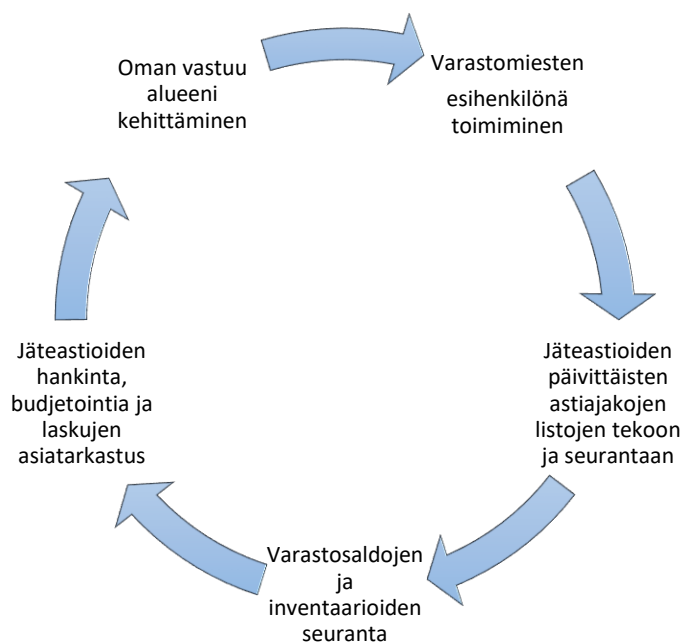 Oman vastuu
alueeni
kehittäminen
Varastomiesten
esihenkilönä
toimiminen
Jäteastioiden
päivittäisten
astiajakojen
listojen tekoon
ja seurantaan
Varastosaldojen
ja
inventaarioiden
seuranta
Jäteastioiden
hankinta,
budjetointia ja
laskujen
asiatarkastus